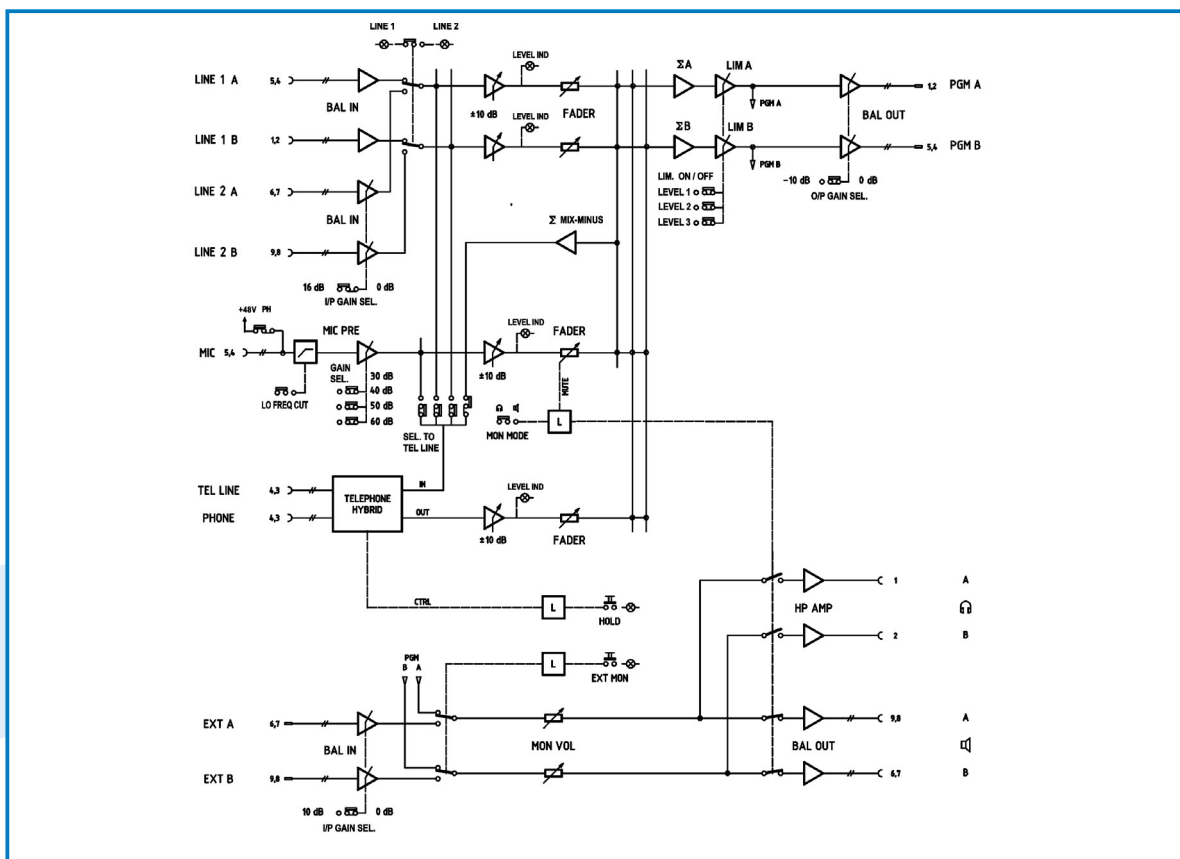 LINE 1 LINE 2
LINE 1 A 5,4
BAL IN
LEVEL IND
±10 dB
FADER
ΣA
LIM A
PGM A
BAL OUT
1,2 PGM A
LINE 1 B 1,2
LEVEL IND
ΣB
LIM B
PGM B
5,4 PGM B
LINE 2 A 6,7
BAL IN
LIM. ON / OFF
LEVEL 1
LEVEL 2
LEVEL 3
-10 dB 0 dB
O/P GAIN SEL.
LINE 2 B 9,8
Σ MIX-MINUS
16 dB 0 dB
I/P GAIN SEL.
+48V PH
MIC 5,4
MIC PRE
LEVEL IND
FADER
±10 dB
GAIN
SEL.
30 dB
40 dB
50 dB
60 dB
LO FREQ CUT
MUTE
SEL. TO
TEL LINE
MON MODE
L
TEL LINE 4,3
PHONE 4,3
TELEPHONE
HYBRID
IN
OUT
LEVEL IND
±10 dB
FADER
CTRL
L
HOLD
HP AMP
1 A
2 B
L
EXT MON
PGM
B A
EXT A 6,7
BAL IN
MON VOL
BAL OUT
9,8 A
EXT B 9,8
6,7 B
10 dB 0 dB
I/P GAIN SEL.